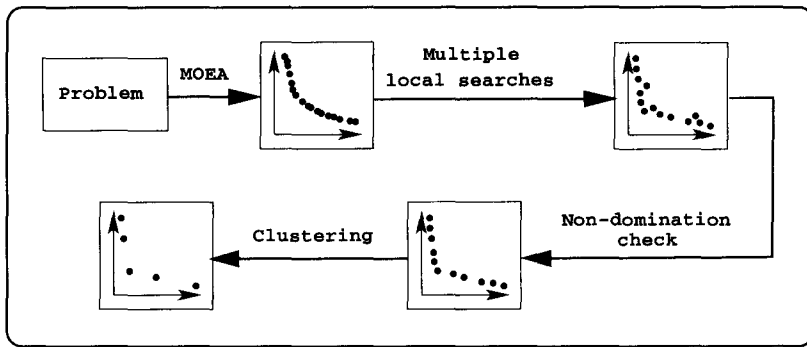 Problem
MOEA
Multiple
local searches
Non-domination
check
Clustering